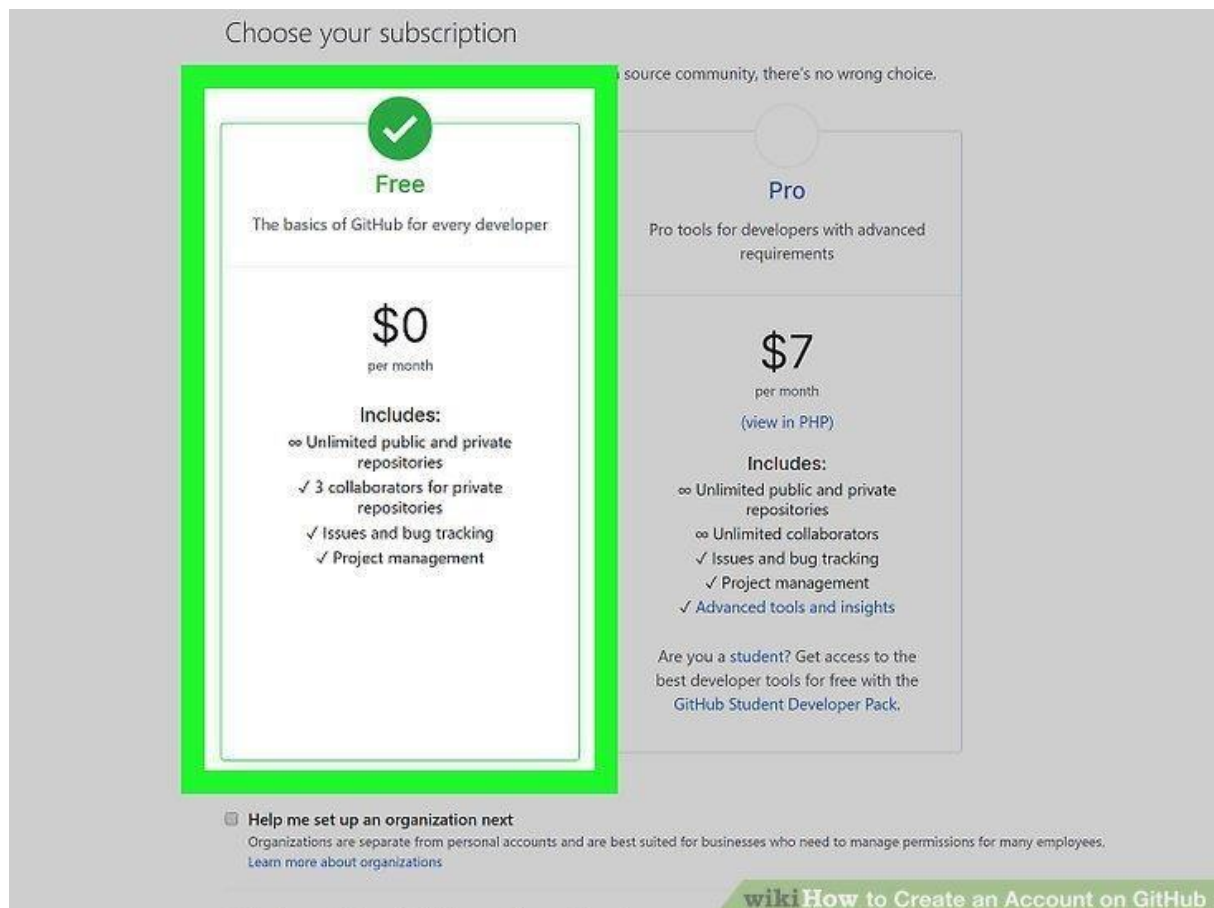 Choose your subscription
source community, there's no wrong choice.
Free
The basics of GitHub for every developer
$0
per month
Includes:
∞ Unlimited public and private
repositories
✓ 3 collaborators for private
repositories
✓ Issues and bug tracking
✓ Project management
Pro
Pro tools for developers with advanced
requirements
$7
per month
(view in PHP)
Includes:
∞ Unlimited public and private
repositories
∞ Unlimited collaborators
✓ Issues and bug tracking
✓ Project management
✓ Advanced tools and insights
Are you a student? Get access to the
best developer tools for free with the
GitHub Student Developer Pack.
Help me set up an organization next
Organizations are separate from personal accounts and are best suited for businesses who need to manage permissions for many employees.
Learn more about organizations
wikiHow to Create an Account on GitHub